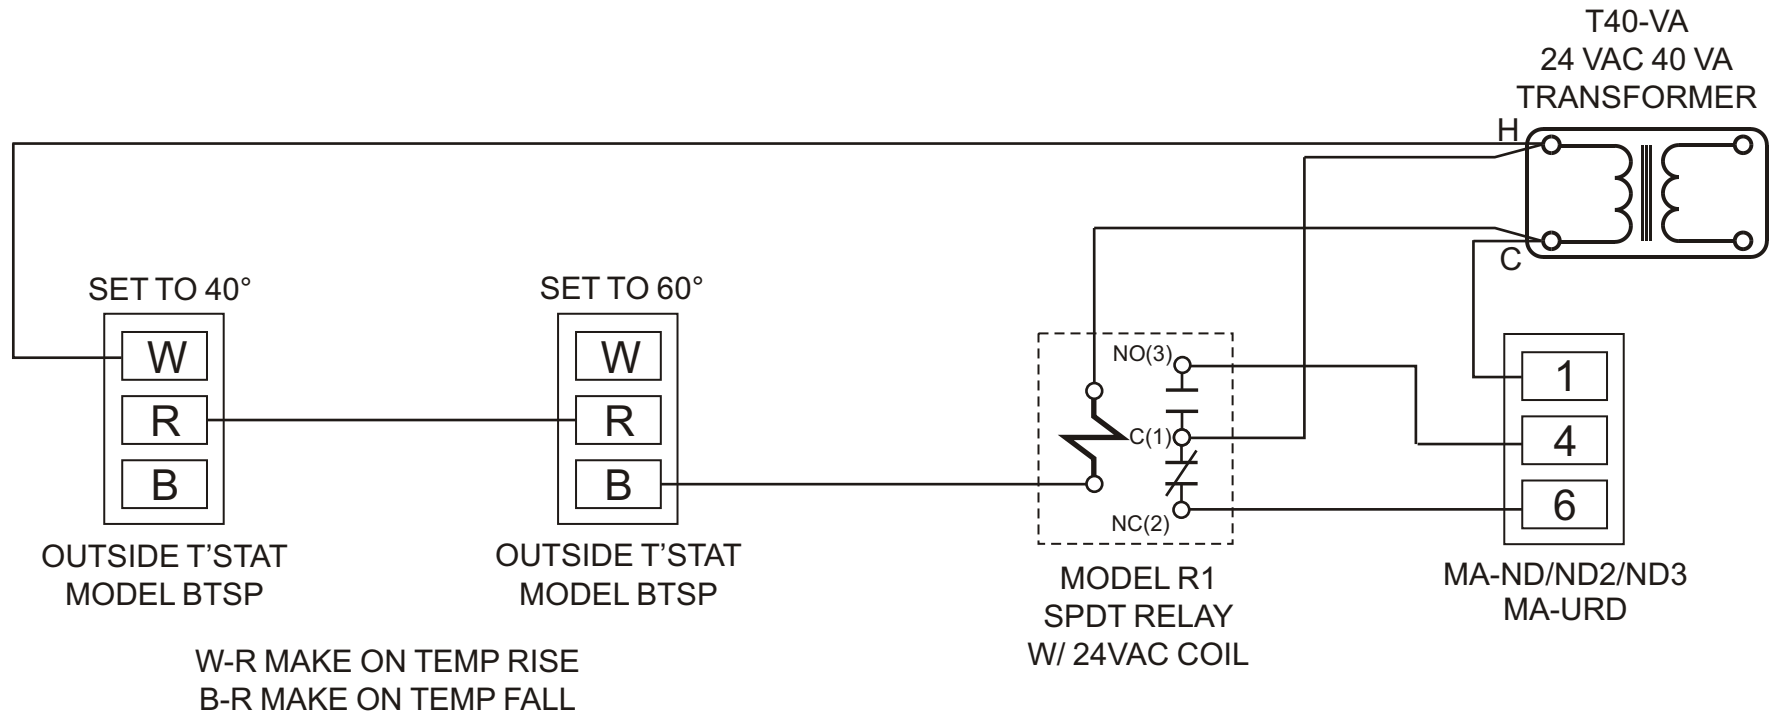 T40-VA
24 VAC 40 VA
TRANSFORMER
H
C
SET TO 40°
W
R
B
OUTSIDE T'STAT
MODEL BTSP
SET TO 60°
W
R
B
OUTSIDE T'STAT
MODEL BTSP
W-R MAKE ON TEMP RISE
B-R MAKE ON TEMP FALL
NO(3)
C(1)
NC(2)
MODEL R1
SPDT RELAY
W/ 24VAC COIL
1
4
6
MA-ND/ND2/ND3
MA-URD